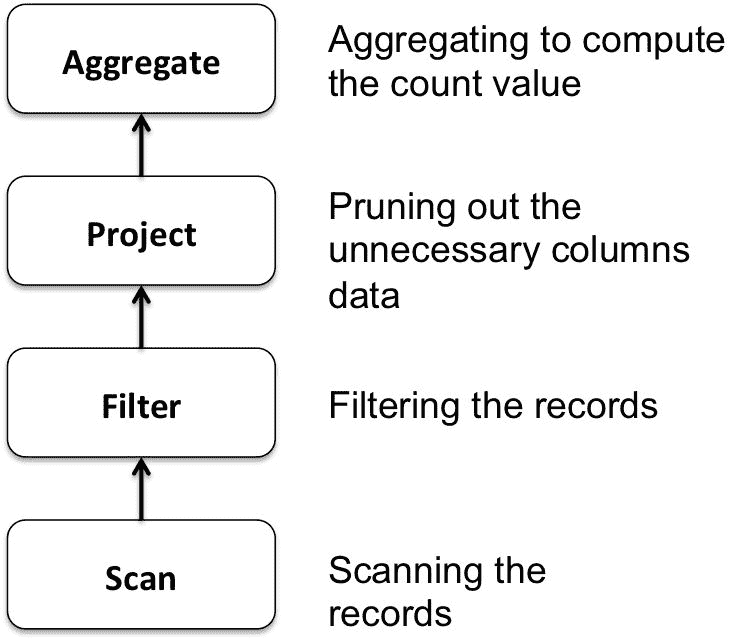 Aggregate
Aggregating to compute
the count value
Project
Pruning out the
unnecessary columns
data
Filter
Filtering the records
Scan
Scanning the
records